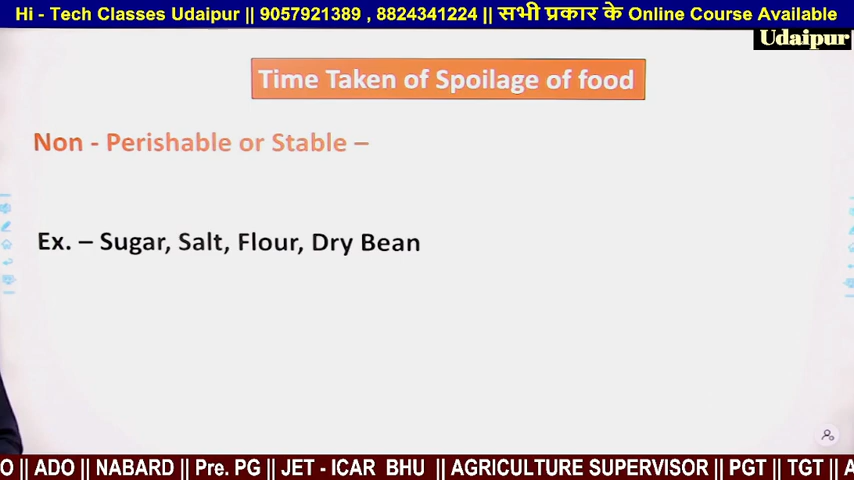 Hi - Tech Classes Udaipur || 9057921389 , 8824341224 || सभी प्रकार के Online Course Available
Udaipur
Time Taken of Spoilage of food
Non - Perishable or Stable –
Ex. – Sugar, Salt, Flour, Dry Bean
O || ADO || NABARD || Pre. PG || JET - ICAR BHU || AGRICULTURE SUPERVISOR || PGT || TGT || A